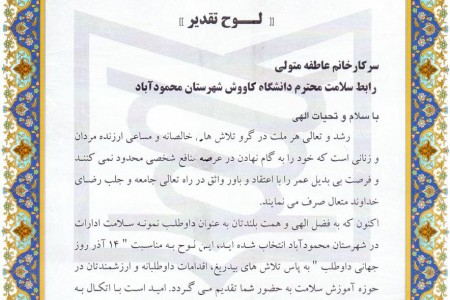 « لـــوح تقدیر »
سرکارخانم عاطفه متولی
رابط سلامت محترم دانشگاه کاووش شهرستان محمودآباد
با سلام و تحیات الهی
رشد و تعالی هر ملت در گرو تلاش های خالصانه و مساعی ارزنده مردان
و زنانی است که خود را به گام نهادن در عرصه منافع شخصی محدود نمی کنند
و فرصت بی بدیل عمر را با اعتقاد و باور واثق در راه تعالی جامعه و جلب رضای
خداوند متعال صرف می نمایند.
اکنون که به فضل الهی و همت بلندتان به عنوان داوطلب نمونه سلامت ادارات
در شهرستان محمودآباد انتخاب شده اید، این لوح به مناسبت " ۱۴ آذر روز
جهانی داوطلب " به پاس تلاش های بیدریغ، اقدامات داوطلبانه و ارزشمندتان در
حوزه آموزش سلامت به حضور شما تقدیم می گردد. امید است با اتکال به